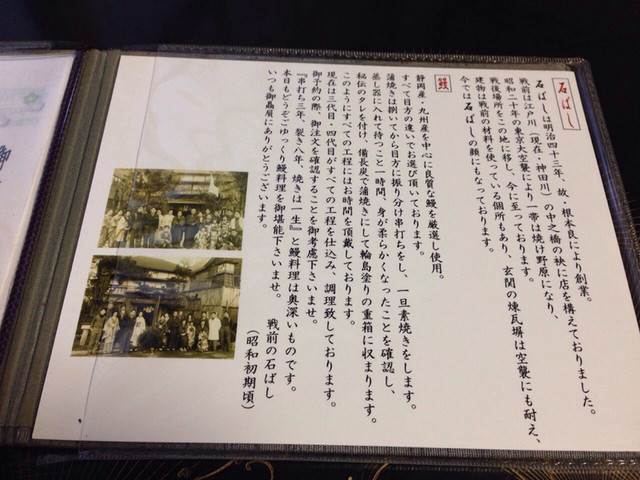 石ばし
石ばしは明治四十三年、故・根本良により創業。
戦前は江戸川（現在・神田川）の中之橋の袂に店を構えておりました。
昭和二十年の東京大空襲により一帯は焼け野原になり、
戦後場所をこの地に移し、今に至っております。
建物は戦前の材料を使っている個所もあり、玄関の煉瓦塀は空襲にも耐え、
今では石ばしの顔にもなっております。
鰻
静岡産・九州産を中心に良質な鰻を厳選し使用。
すべて目方の違いでお選び頂いております。
蒲焼きは捌いてから目方に振り分け串打ちをし、一旦素焼きをします。
蒸し器に入れて待つこと一時間、身が柔らかくなったことを確認し、
秘伝のタレを付け、備長炭で蒲焼きにして輪島塗りの重箱に収まります。
このようにすべての工程にはお時間を頂戴しております。
現在は三代目・四代目がすべての工程を仕込み、調理致しております。
御予約の際、御注文を確認することを御考慮下さいませ。
『串打ち三年、裂き八年、焼きは一生』と鰻料理は奥深いものです。
本日もどうぞごゆっくり鰻料理を御堪能下さいませ。
いつも御贔屓にありがとうございます。
戦前の石ばし
（昭和初期頃）